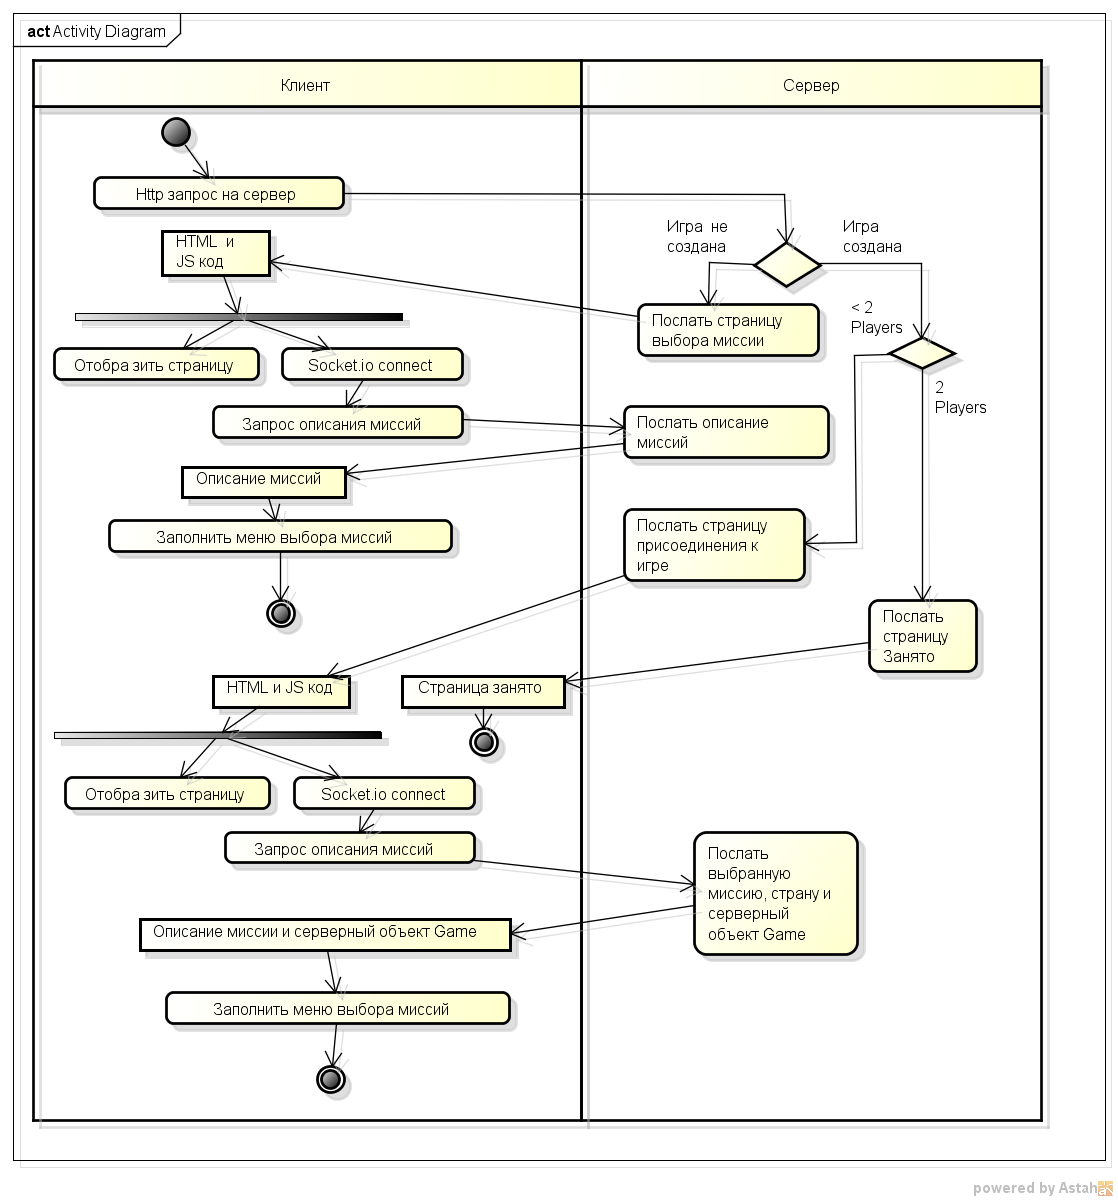 act Activity Diagram
Клиент
Сервер
Http запрос на сервер
Игра не
создана
Игра
создана
HTML и
JS код
Послать страницу
выбора миссии
< 2
Players
Отобра зить страницу
Socket.io connect
2
Players
Запрос описания миссий
Послать описание
миссий
Описание миссий
Заполнить меню выбора миссий
Послать страницу
присоединения к
игре
Послать
страницу
Занято
HTML и JS код
Страница занято
Отобра зить страницу
Socket.io connect
Запрос описания миссий
Послать
выбранную
миссию, страну и
серверный
объект Game
Описание миссии и серверный объект Game
Заполнить меню выбора миссий
powered by Astah